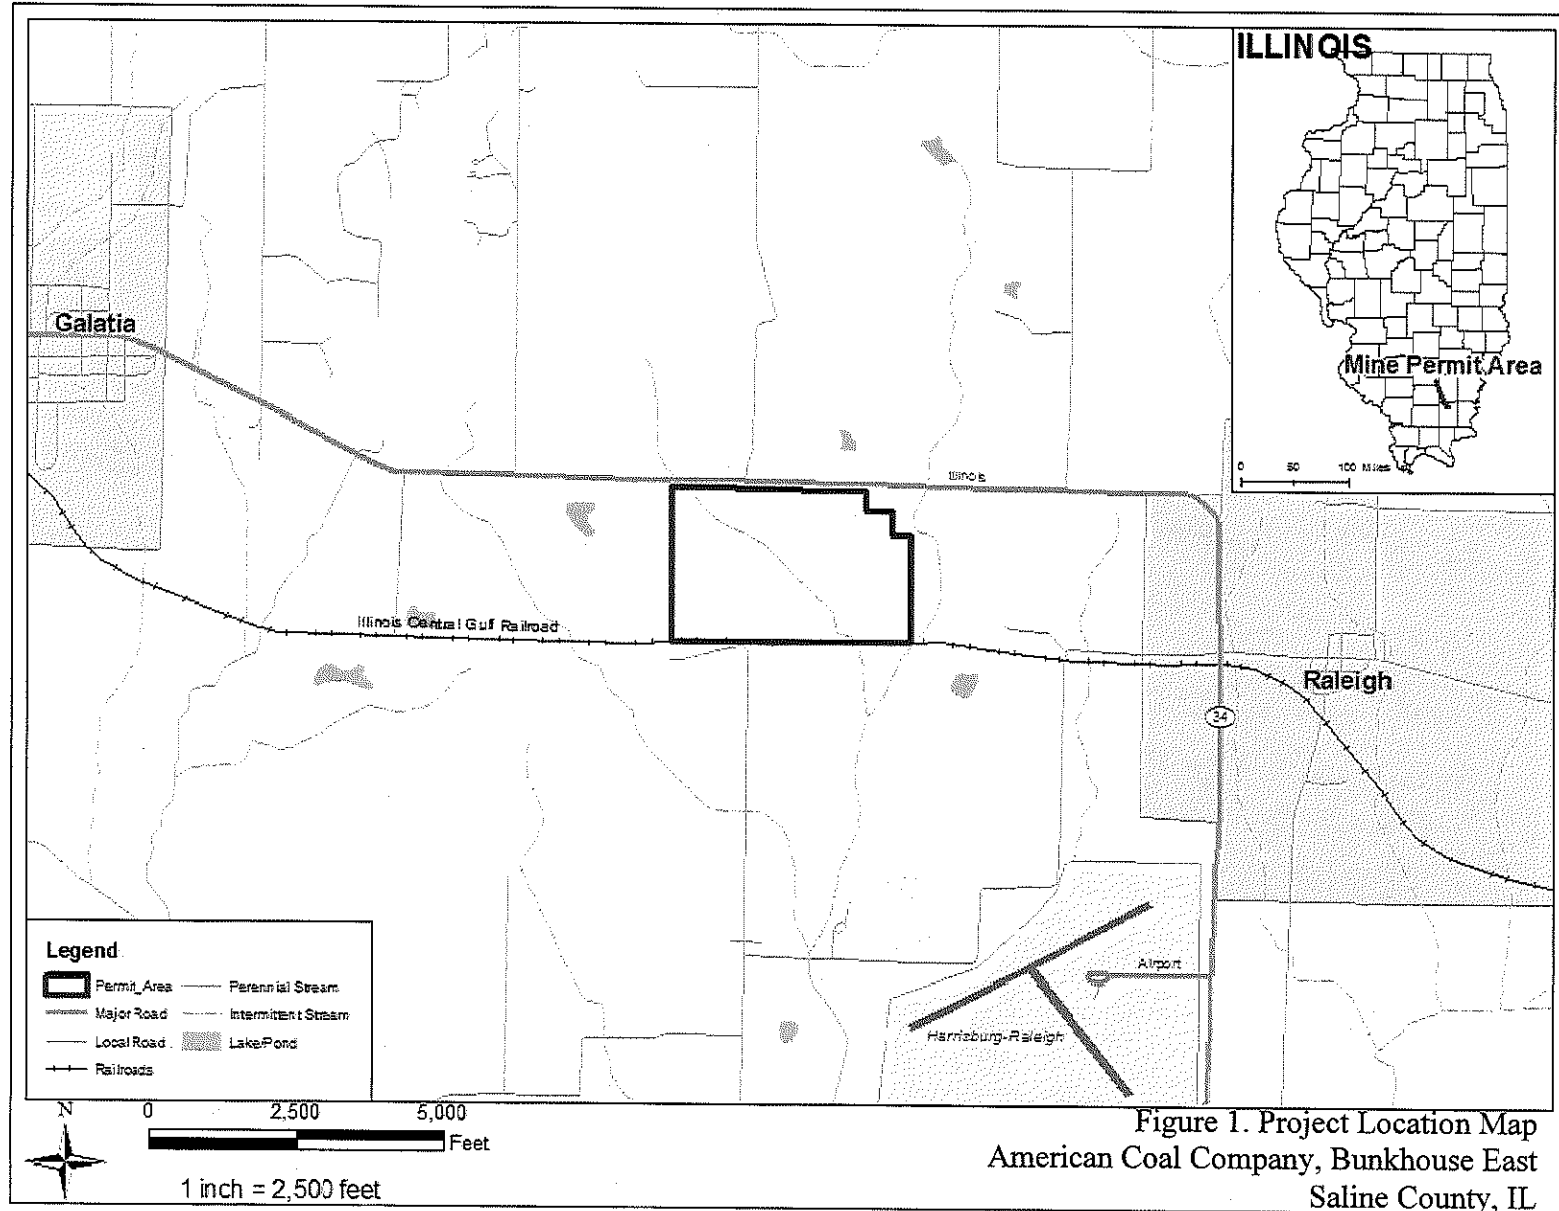 ILLINOIS
Galatia
Mine Permit Area
0 50 100 Miles
Illinois
Illinois Central Gulf Railroad
Raleigh
34
Airport
Harrisburg-Raleigh
Legend
Permit_Area
Major Road
Local Road
Railroads
Perennial Stream
Intermittent Stream
Lake/Pond
N
0 2,500 5,000
Feet
1 inch = 2,500 feet
Figure 1. Project Location Map
American Coal Company, Bunkhouse East
Saline County, IL